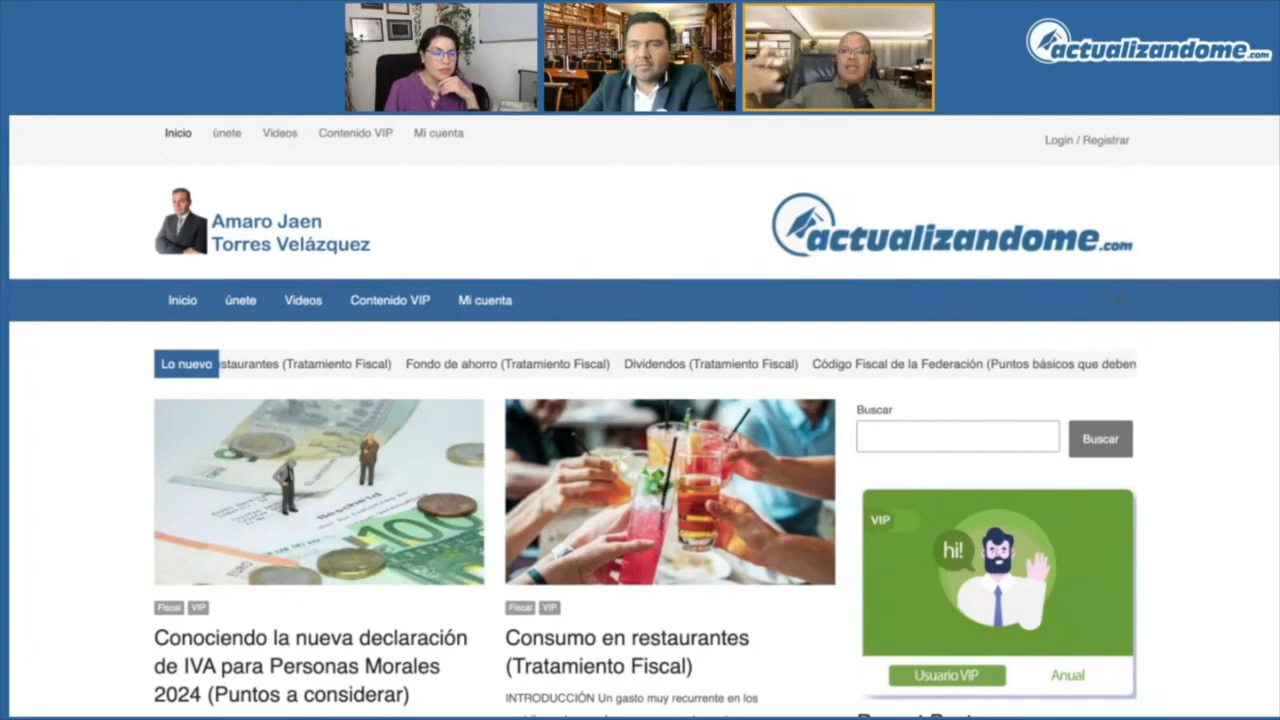 actualizandome.com
Inicio únete Videos Contenido VIP Mi cuenta
Login / Registrar
Amaro Jaen
Torres Velázquez
actualizandome.com
Inicio únete Videos Contenido VIP Mi cuenta
Lo nuevo staurantes (Tratamiento Fiscal) Fondo de ahorro (Tratamiento Fiscal) Dividendos (Tratamiento Fiscal) Código Fiscal de la Federación (Puntos básicos que deben
Buscar
Buscar
Bescheid
100
VIP
hi!
Usuario VIP Anual
Fiscal VIP
Conociendo la nueva declaración
de IVA para Personas Morales
2024 (Puntos a considerar)
Fiscal VIP
Consumo en restaurantes
(Tratamiento Fiscal)
INTRODUCCIÓN Un gasto muy recurrente en los